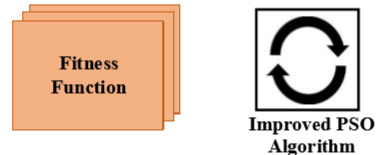 Fitness
Function
Improved PSO
Algorithm